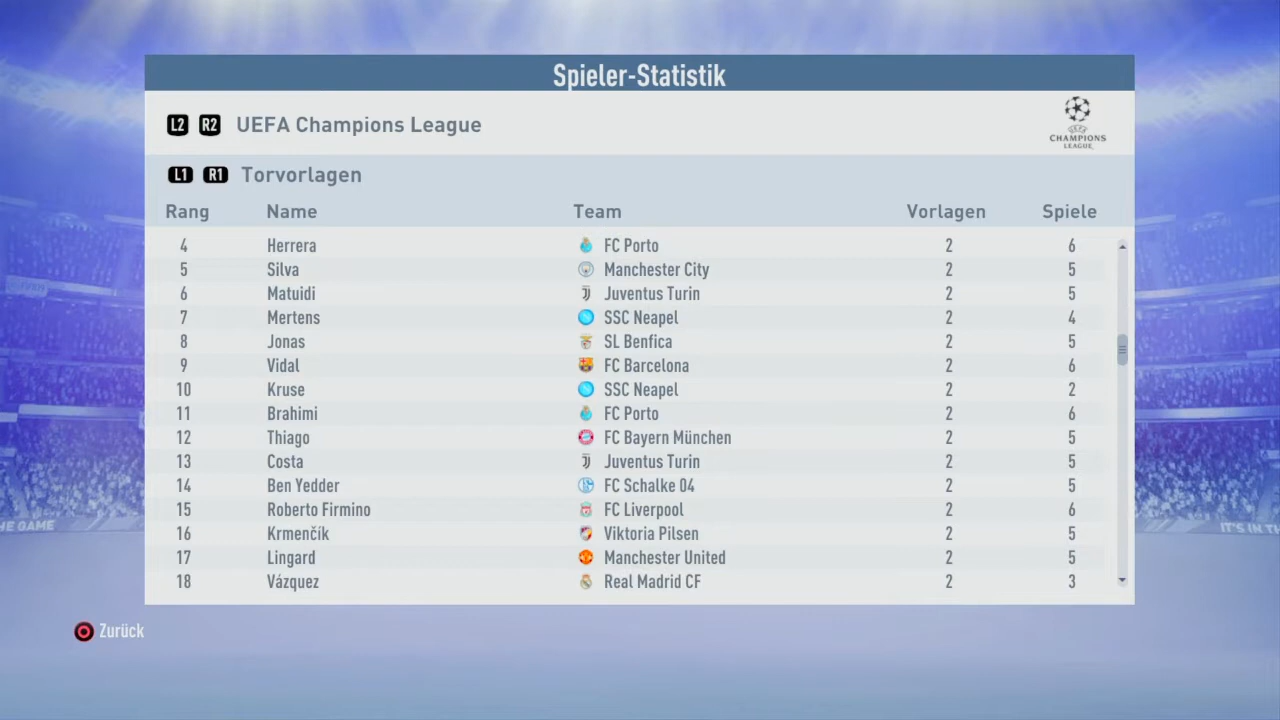 Spieler-Statistik
L2 R2 UEFA Champions League
CHAMPIONS
LEAGUE
L1 R1 Torvorlagen
Rang Name Team Vorlagen Spiele
4 Herrera FC Porto 2 6
5 Silva Manchester City 2 5
6 Matuidi Juventus Turin 2 5
7 Mertens SSC Neapel 2 4
8 Jonas SL Benfica 2 5
9 Vidal FC Barcelona 2 6
10 Kruse SSC Neapel 2 2
11 Brahimi FC Porto 2 6
12 Thiago FC Bayern München 2 5
13 Costa Juventus Turin 2 5
14 Ben Yedder FC Schalke 04 2 5
15 Roberto Firmino FC Liverpool 2 6
16 Krmenčík Viktoria Pilsen 2 5
17 Lingard Manchester United 2 5
18 Vázquez Real Madrid CF 2 3
HE GAME
IT'S IN TH
Zurück